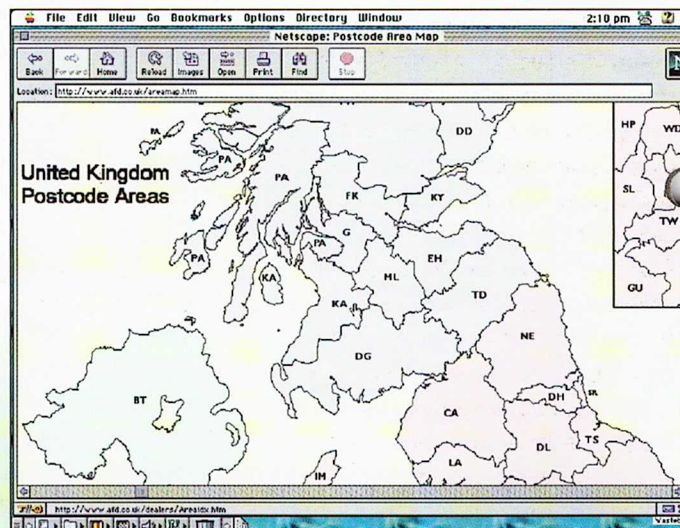 File Edit View Go Bookmarks Options Directory Window 2:10 pm
Netscape: Postcode Area Map
Back Forward Home Reload Images Open Print Find Stop
Location: http://www.afd.co.uk/areamap.htm
United Kingdom
Postcode Areas
PA
PA
PA
DD
FK
KY
G
PA
PA
KA
HL
EH
KA
TD
DG
NE
BT
CA
DH
SR
DL
TS
LA
IM
HP
WD
SL
TW
GU
http://www.afd.co.uk/dealers/AreaIdx.htm